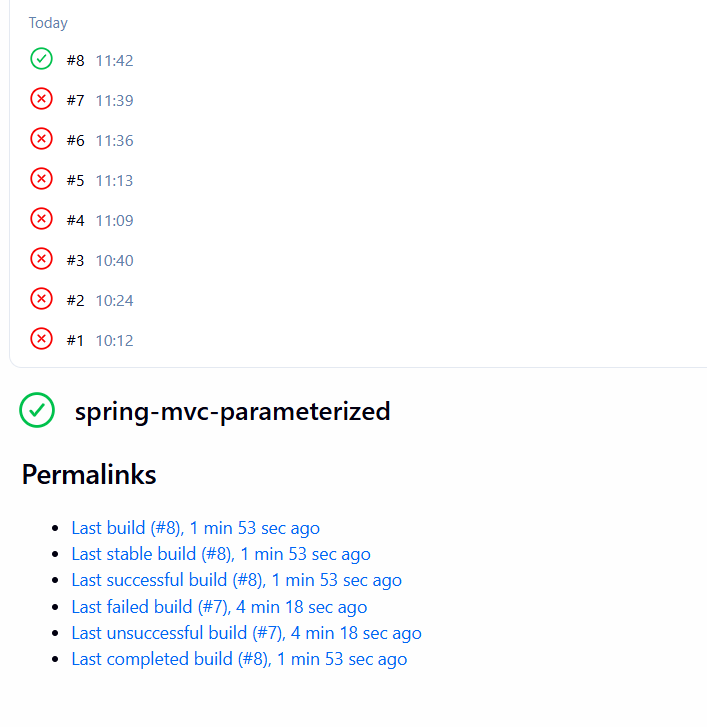 Today
#8 11:42
#7 11:39
#6 11:36
#5 11:13
#4 11:09
#3 10:40
#2 10:24
#1 10:12
spring-mvc-parameterized
Permalinks
Last build (#8), 1 min 53 sec ago
Last stable build (#8), 1 min 53 sec ago
Last successful build (#8), 1 min 53 sec ago
Last failed build (#7), 4 min 18 sec ago
Last unsuccessful build (#7), 4 min 18 sec ago
Last completed build (#8), 1 min 53 sec ago